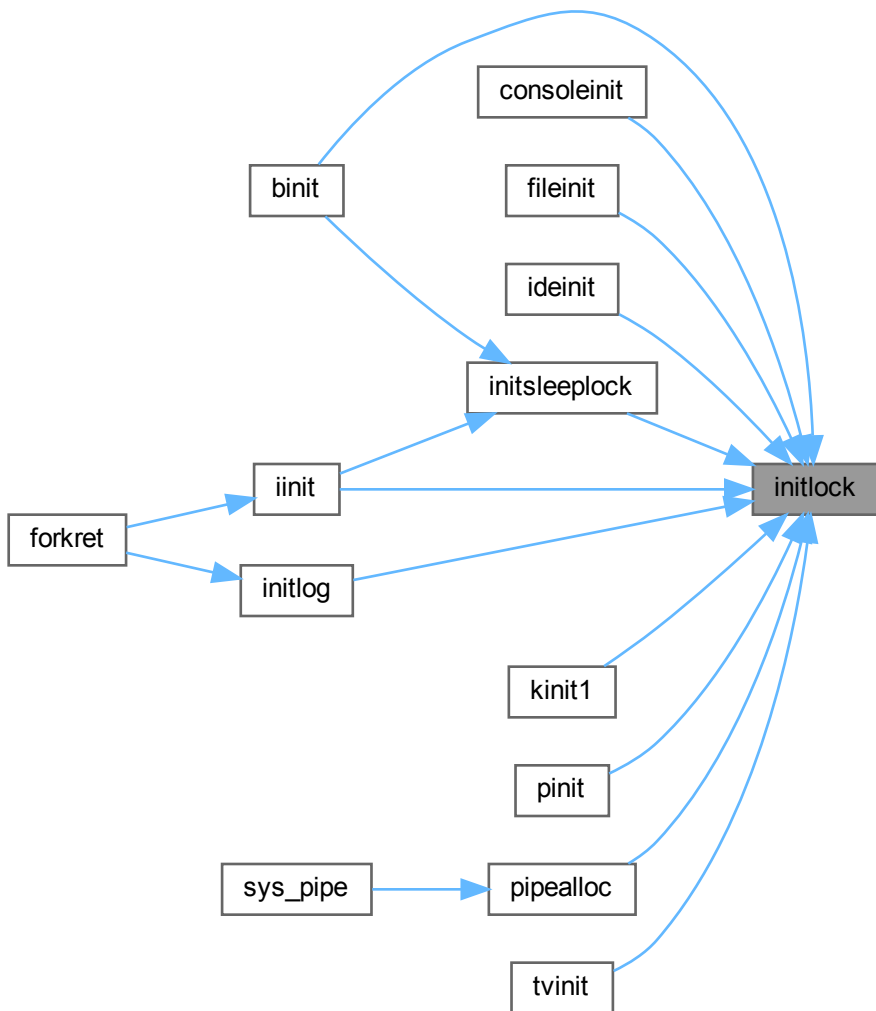 consoleinit
binit
fileinit
ideinit
initsleeplock
iinit
initlock
forkret
initlog
kinit1
pinit
sys_pipe
pipealloc
tvinit